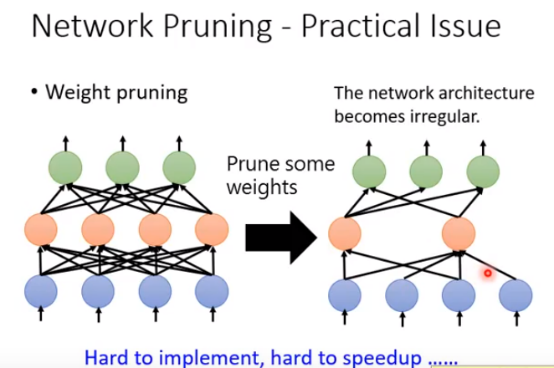 Network Pruning - Practical Issue
• Weight pruning
The network architecture
becomes irregular.
Prune some
weights
Hard to implement, hard to speedup ......